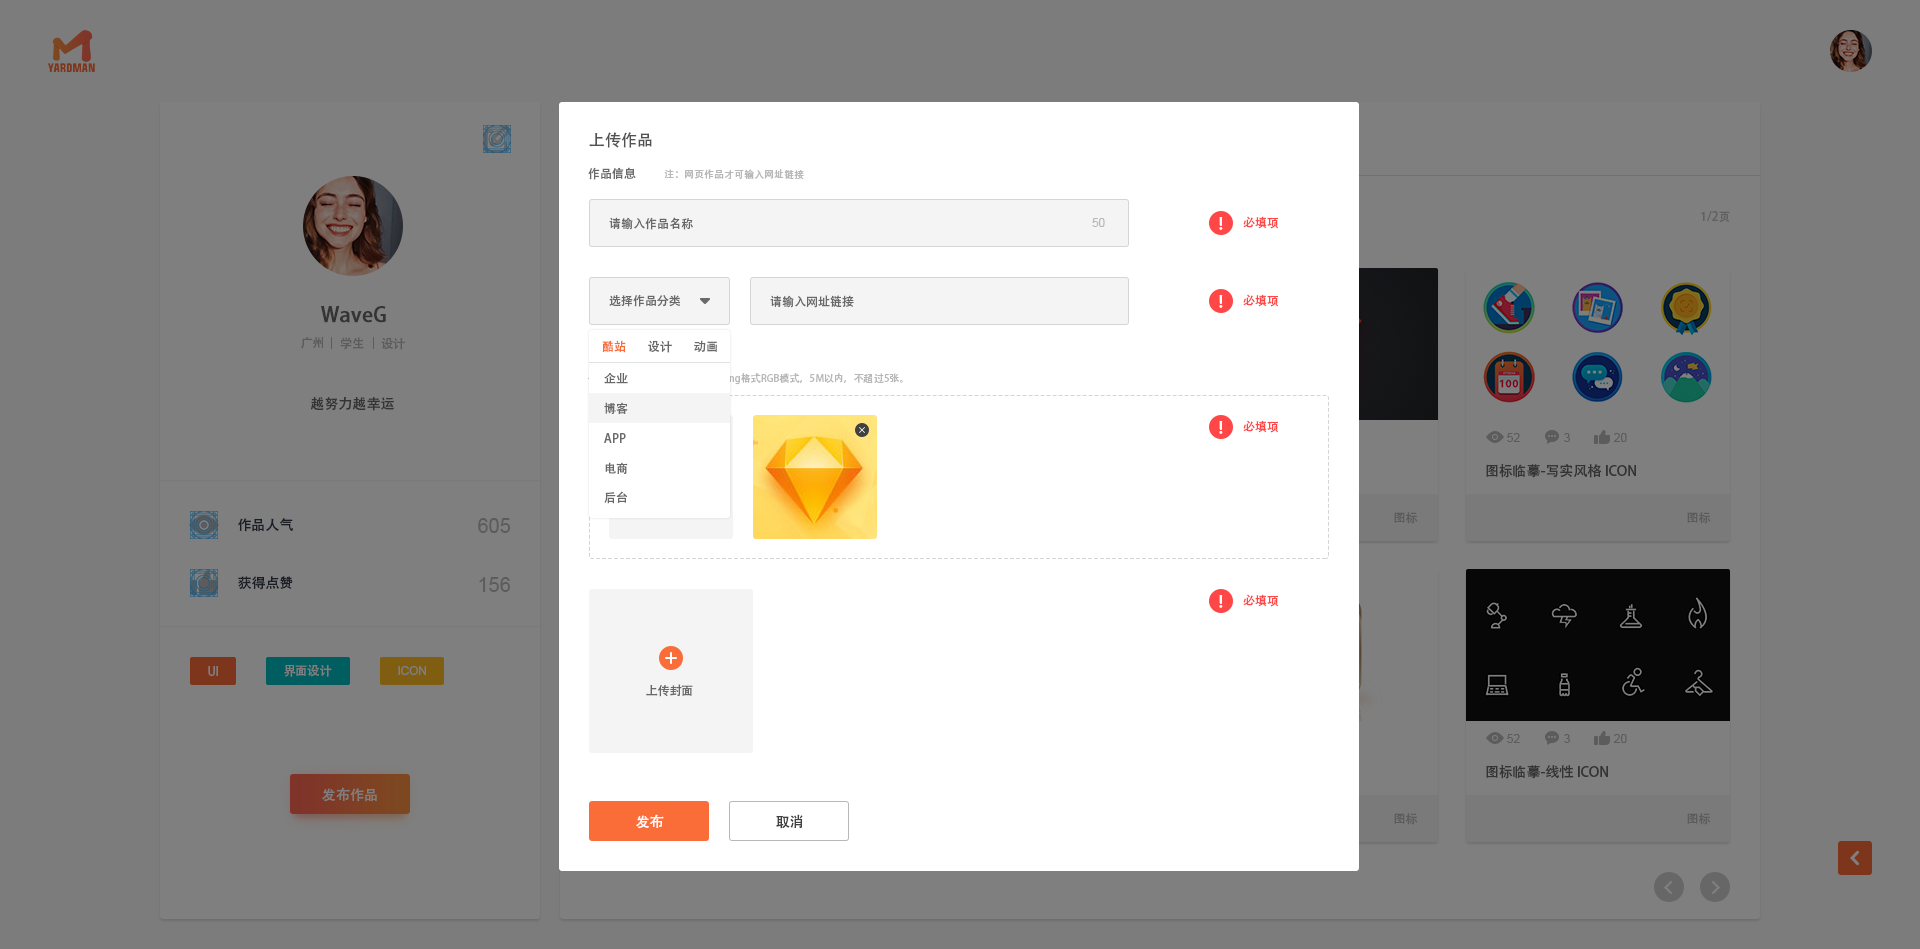 YARDMAN
WaveG
广州 | 学生 | 设计
越努力越幸运
作品人气 605
获得点赞 156
UI 界面设计 ICON
发布作品
上传作品
作品信息 注：网页作品才可输入网址链接
请输入作品名称 50
必填项
选择作品分类 请输入网址链接
必填项
酷站 设计 动画
企业
博客
APP
电商
后台
ng格式RGB模式，5M以内，不超过5张。
必填项
上传封面
必填项
发布 取消
1/2页
100
52 3 20
图标临摹-写实风格 ICON
图标 图标
52 3 20
图标临摹-线性 ICON
图标 图标